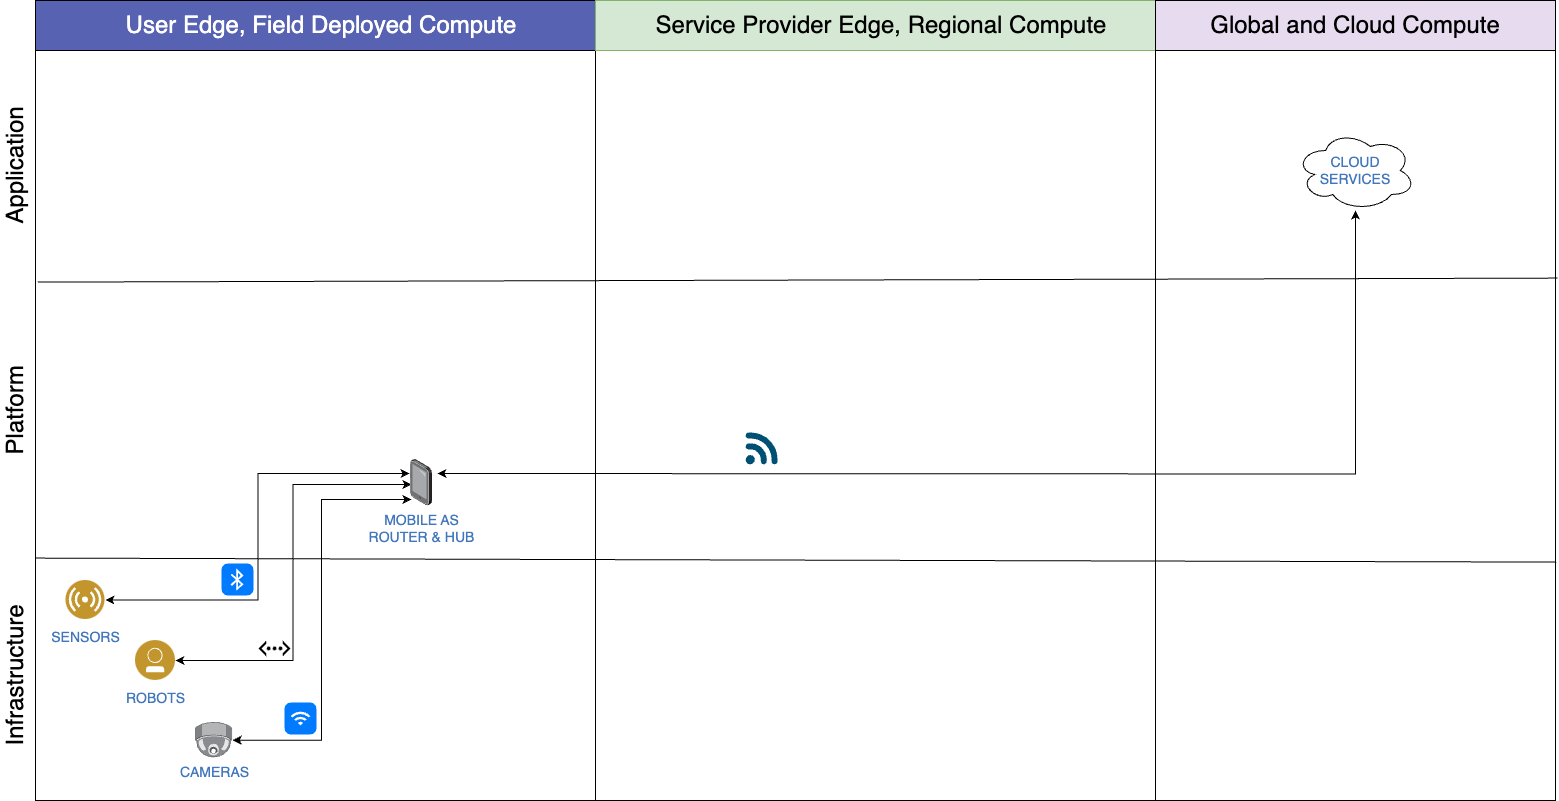 User Edge, Field Deployed Compute
Service Provider Edge, Regional Compute
Global and Cloud Compute
Application
CLOUD
SERVICES
Platform
MOBILE AS
ROUTER & HUB
Infrastructure
SENSORS
ROBOTS
CAMERAS